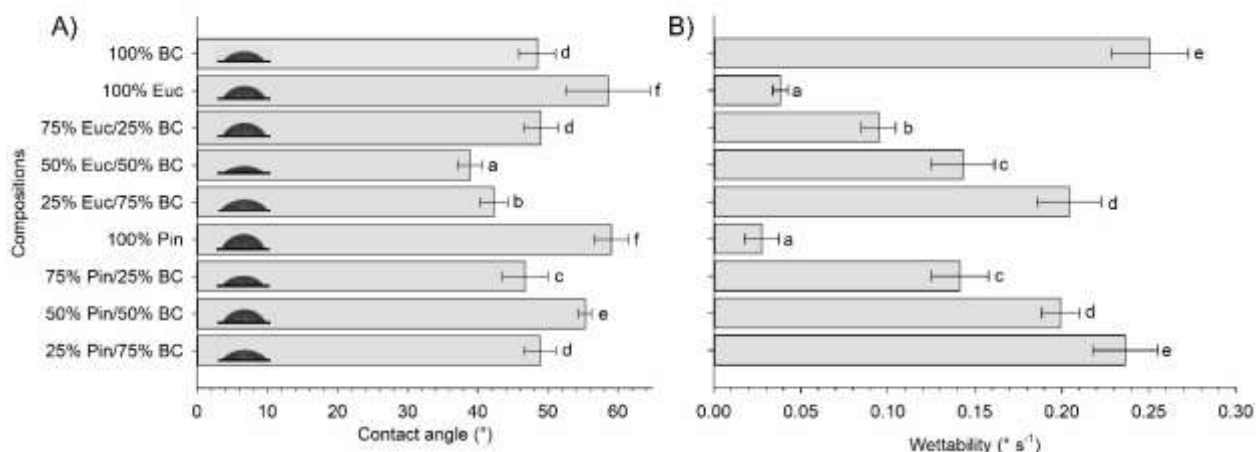 A)
B)
Compositions
100% BC
100% Euc
75% Euc/25% BC
50% Euc/50% BC
25% Euc/75% BC
100% Pin
75% Pin/25% BC
50% Pin/50% BC
25% Pin/75% BC
d
f
d
a
b
f
c
e
d
0 10 20 30 40 50 60
Contact angle (°)
e
a
b
c
d
a
c
d
e
0.00 0.05 0.10 0.15 0.20 0.25 0.30
Wettability (° s⁻¹)